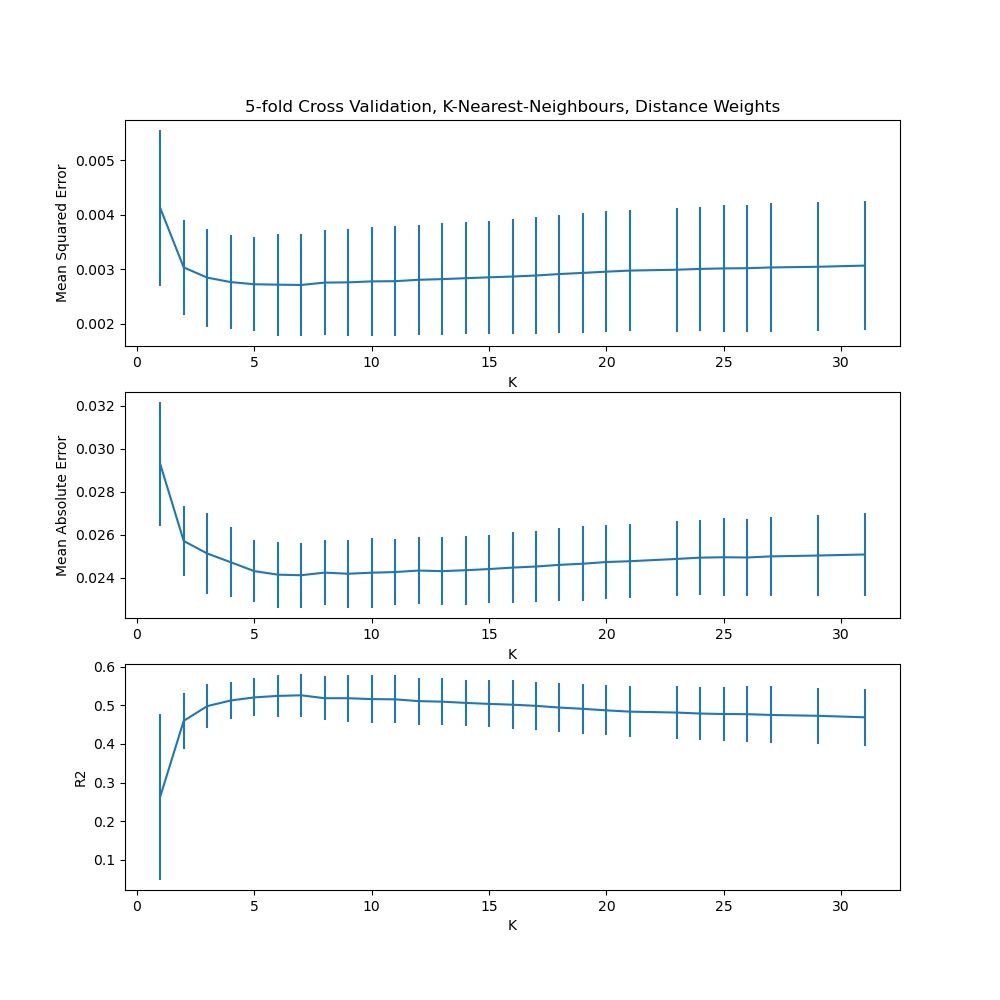 5-fold Cross Validation, K-Nearest-Neighbours, Distance Weights
Mean Squared Error
0.005
0.004
0.003
0.002
0 5 10 15 20 25 30
K
Mean Absolute Error
0.032
0.030
0.028
0.026
0.024
0 5 10 15 20 25 30
K
R2
0.6
0.5
0.4
0.3
0.2
0.1
0 5 10 15 20 25 30
K